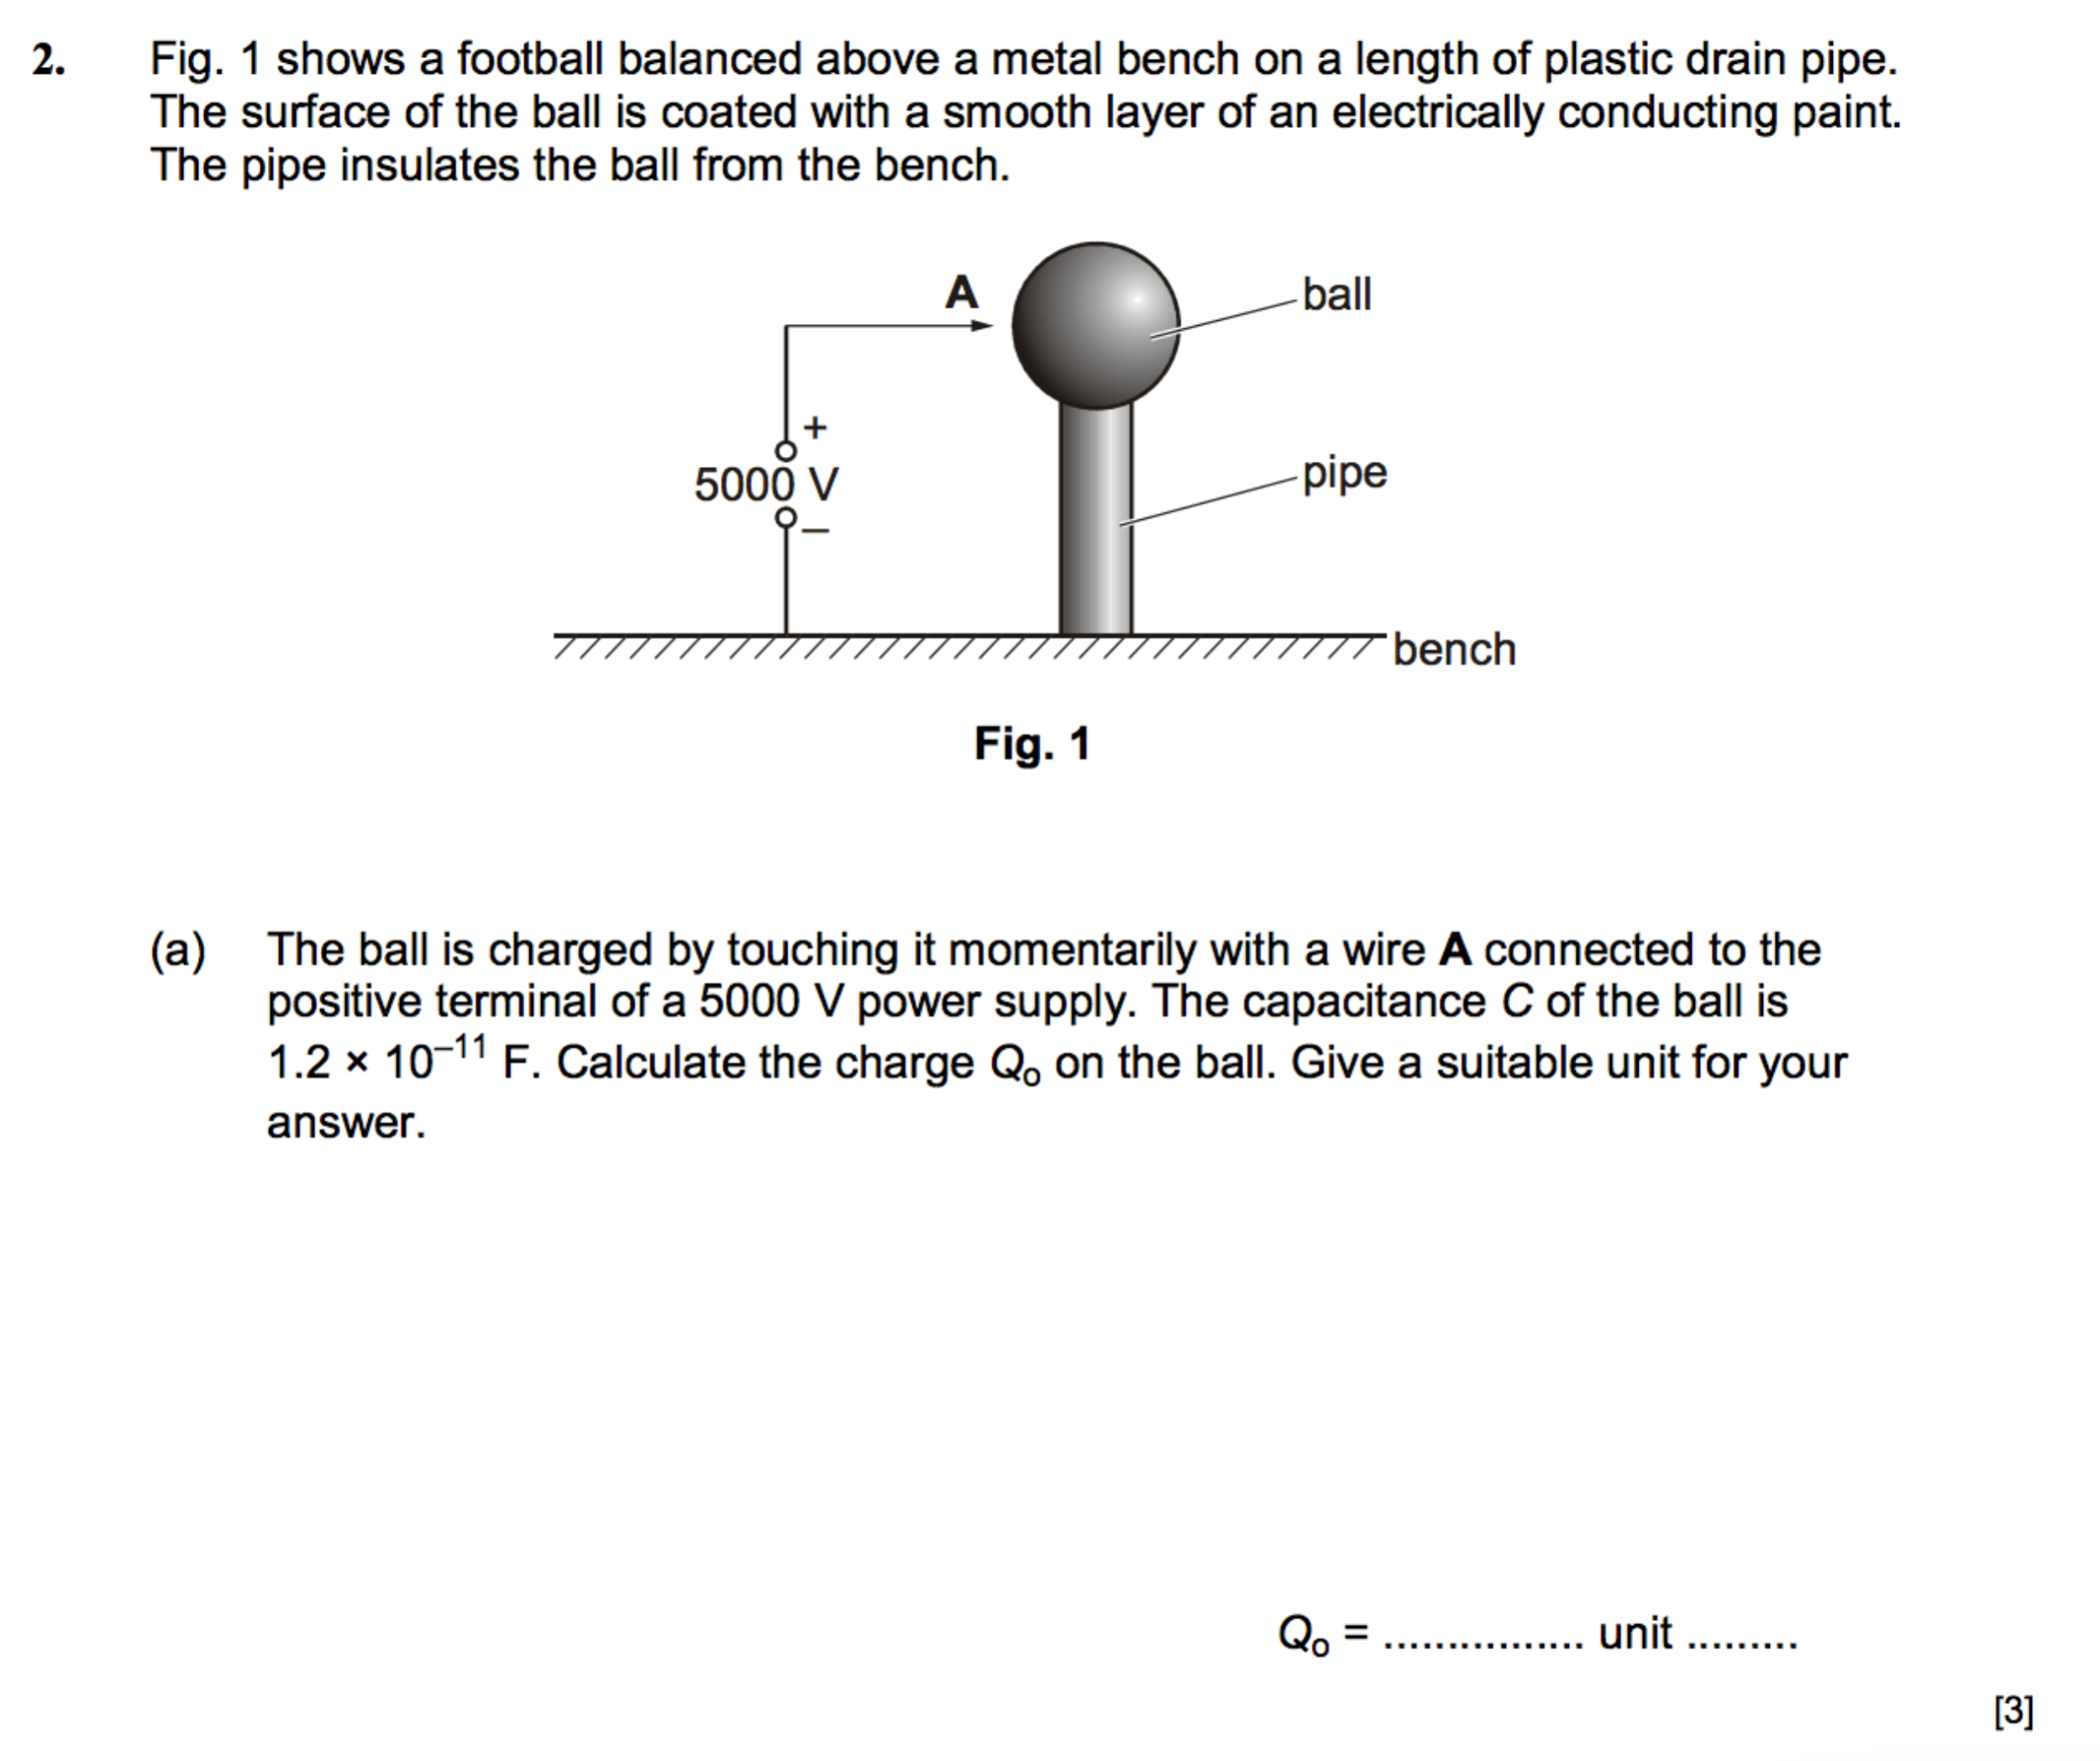 2. Fig. 1 shows a football balanced above a metal bench on a length of plastic drain pipe.
The surface of the ball is coated with a smooth layer of an electrically conducting paint.
The pipe insulates the ball from the bench.
A
ball
+
5000 V
–
pipe
bench
Fig. 1
(a) The ball is charged by touching it momentarily with a wire A connected to the
positive terminal of a 5000 V power supply. The capacitance C of the ball is
1.2 × 10⁻¹¹ F. Calculate the charge Qₒ on the ball. Give a suitable unit for your
answer.
Qₒ = ................ unit .........
[3]